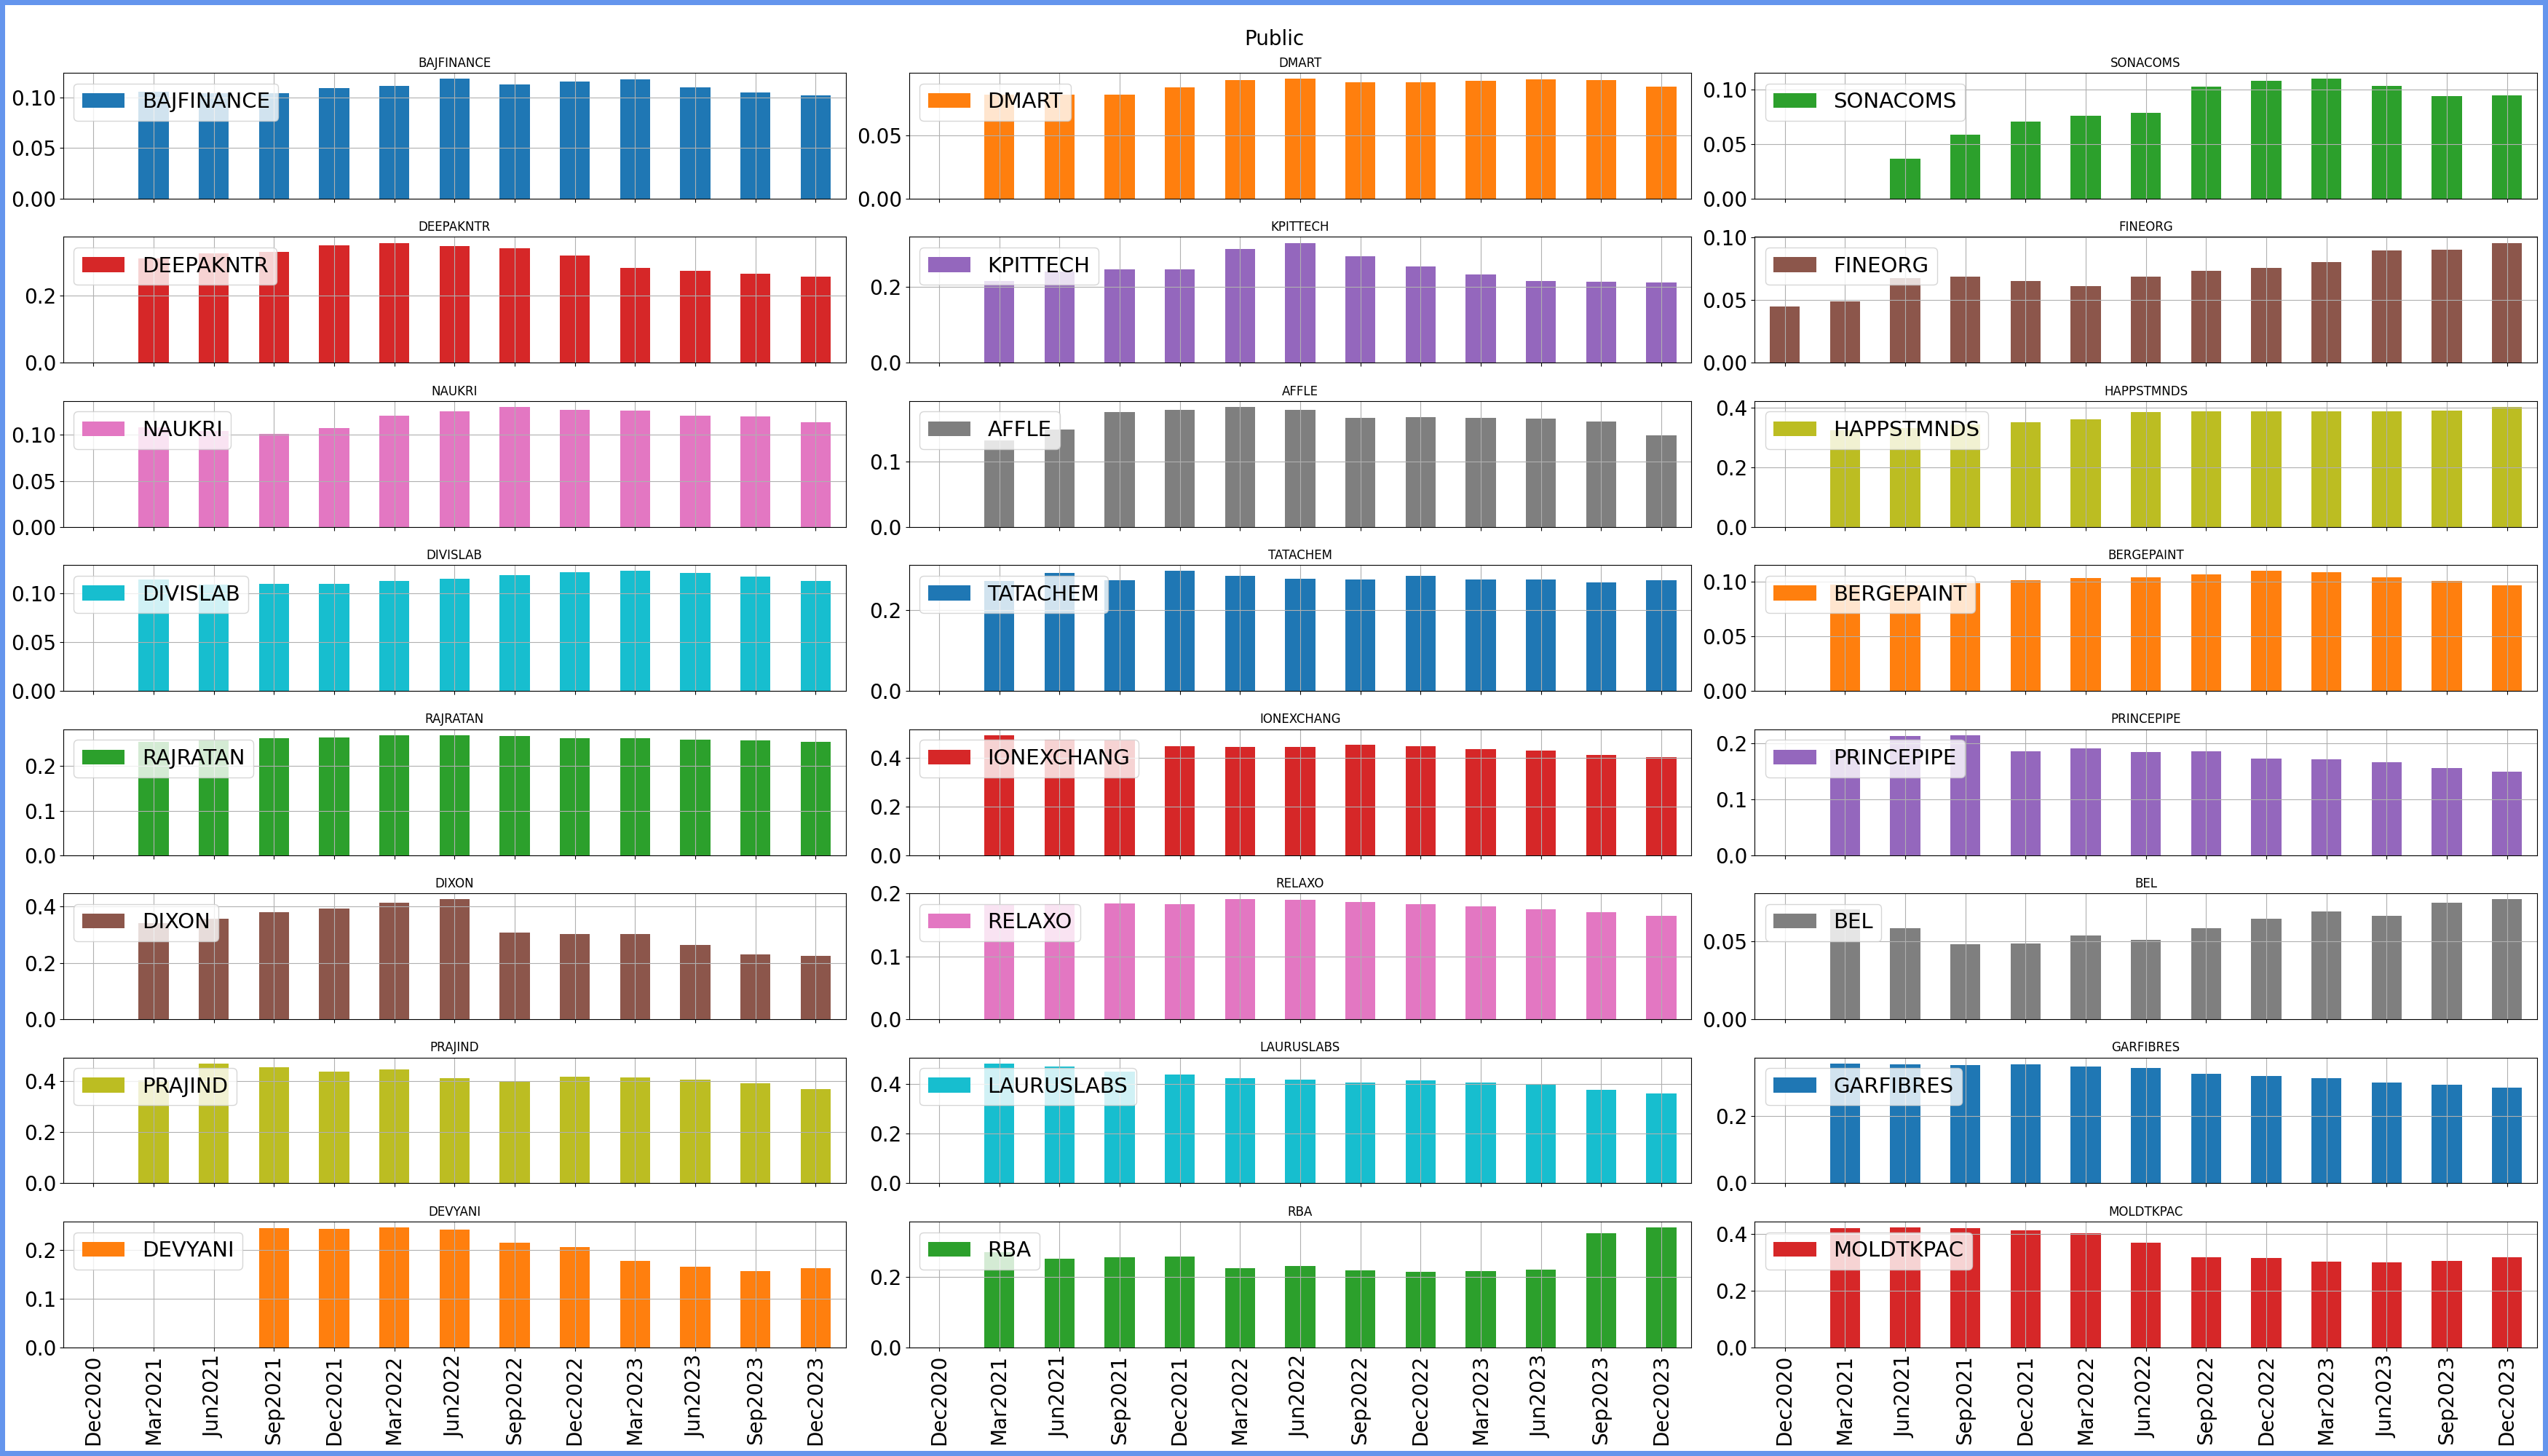 Public
BAJFINANCE
0.10
0.05
0.00
BAJFINANCE
DMART
0.05
0.00
DMART
SONACOMS
0.10
0.05
0.00
SONACOMS
DEEPAKNTR
0.2
0.0
DEEPAKNTR
KPITTECH
0.2
0.0
KPITTECH
FINEORG
0.10
0.05
0.00
FINEORG
NAUKRI
0.10
0.05
0.00
NAUKRI
AFFLE
0.1
0.0
AFFLE
HAPPSTMNDS
0.4
0.2
0.0
HAPPSTMNDS
DIVISLAB
0.10
0.05
0.00
DIVISLAB
TATACHEM
0.2
0.0
TATACHEM
BERGEPAINT
0.10
0.05
0.00
BERGEPAINT
RAJRATAN
0.2
0.1
0.0
RAJRATAN
IONEXCHANG
0.4
0.2
0.0
IONEXCHANG
PRINCEPIPE
0.2
0.1
0.0
PRINCEPIPE
DIXON
0.4
0.2
0.0
DIXON
RELAXO
0.2
0.1
0.0
RELAXO
BEL
0.05
0.00
BEL
PRAJIND
0.4
0.2
0.0
PRAJIND
LAURUSLABS
0.4
0.2
0.0
LAURUSLABS
GARFIBRES
0.2
0.0
GARFIBRES
DEVYANI
0.2
0.1
0.0
DEVYANI
RBA
0.2
0.0
RBA
MOLDTKPAC
0.4
0.2
0.0
MOLDTKPAC
Dec2020
Mar2021
Jun2021
Sep2021
Dec2021
Mar2022
Jun2022
Sep2022
Dec2022
Mar2023
Jun2023
Sep2023
Dec2023
Dec2020
Mar2021
Jun2021
Sep2021
Dec2021
Mar2022
Jun2022
Sep2022
Dec2022
Mar2023
Jun2023
Sep2023
Dec2023
Dec2020
Mar2021
Jun2021
Sep2021
Dec2021
Mar2022
Jun2022
Sep2022
Dec2022
Mar2023
Jun2023
Sep2023
Dec2023